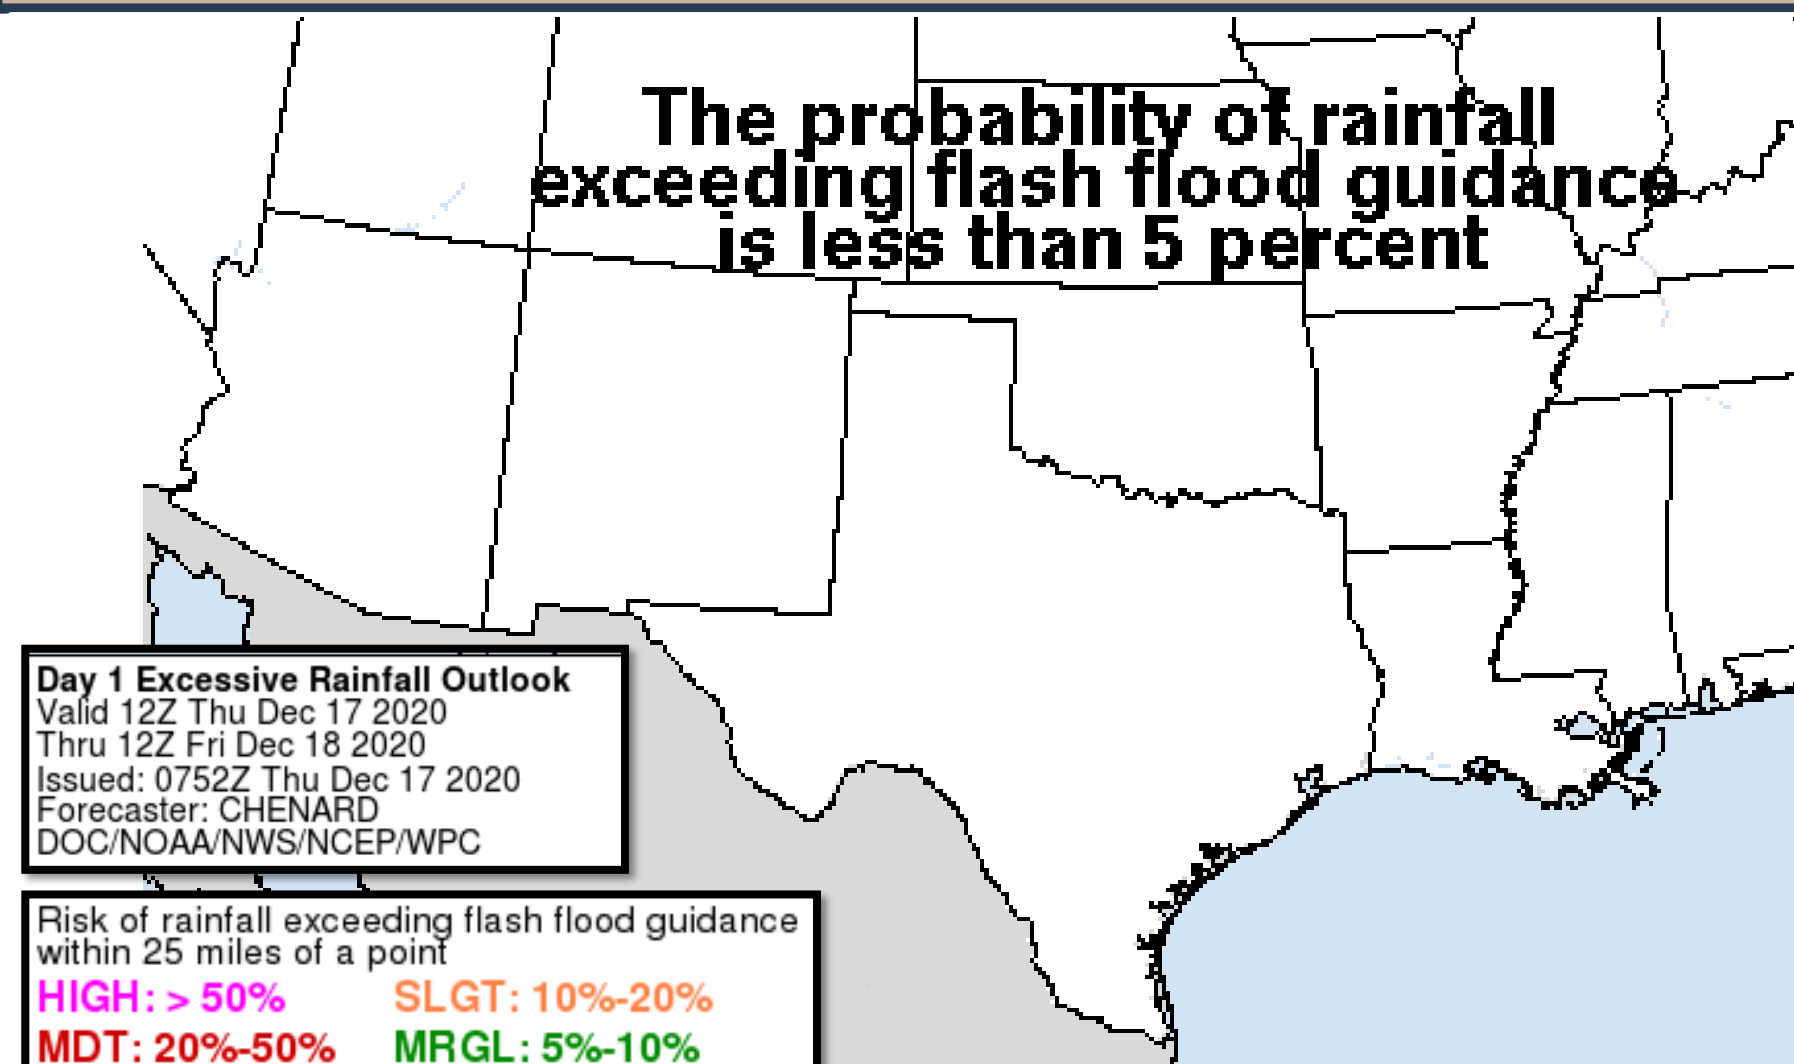 The probability of rainfall
exceeding flash flood guidance
is less than 5 percent
Day 1 Excessive Rainfall Outlook
Valid 12Z Thu Dec 17 2020
Thru 12Z Fri Dec 18 2020
Issued: 0752Z Thu Dec 17 2020
Forecaster: CHENARD
DOC/NOAA/NWS/NCEP/WPC
Risk of rainfall exceeding flash flood guidance
within 25 miles of a point
HIGH: > 50% SLGT: 10%-20%
MDT: 20%-50% MRGL: 5%-10%